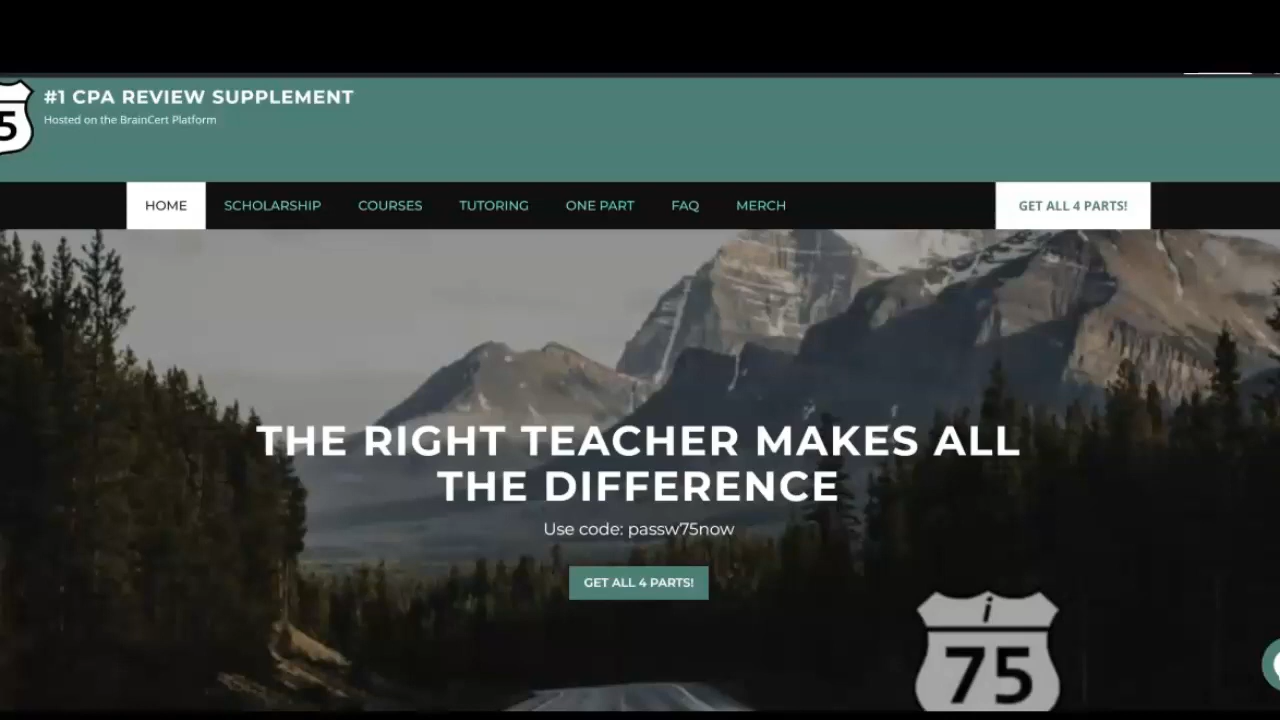 5
#1 CPA REVIEW SUPPLEMENT
Hosted on the BrainCert Platform
HOME SCHOLARSHIP COURSES TUTORING ONE PART FAQ MERCH GET ALL 4 PARTS!
THE RIGHT TEACHER MAKES ALL
THE DIFFERENCE
Use code: passw75now
GET ALL 4 PARTS!
i
75